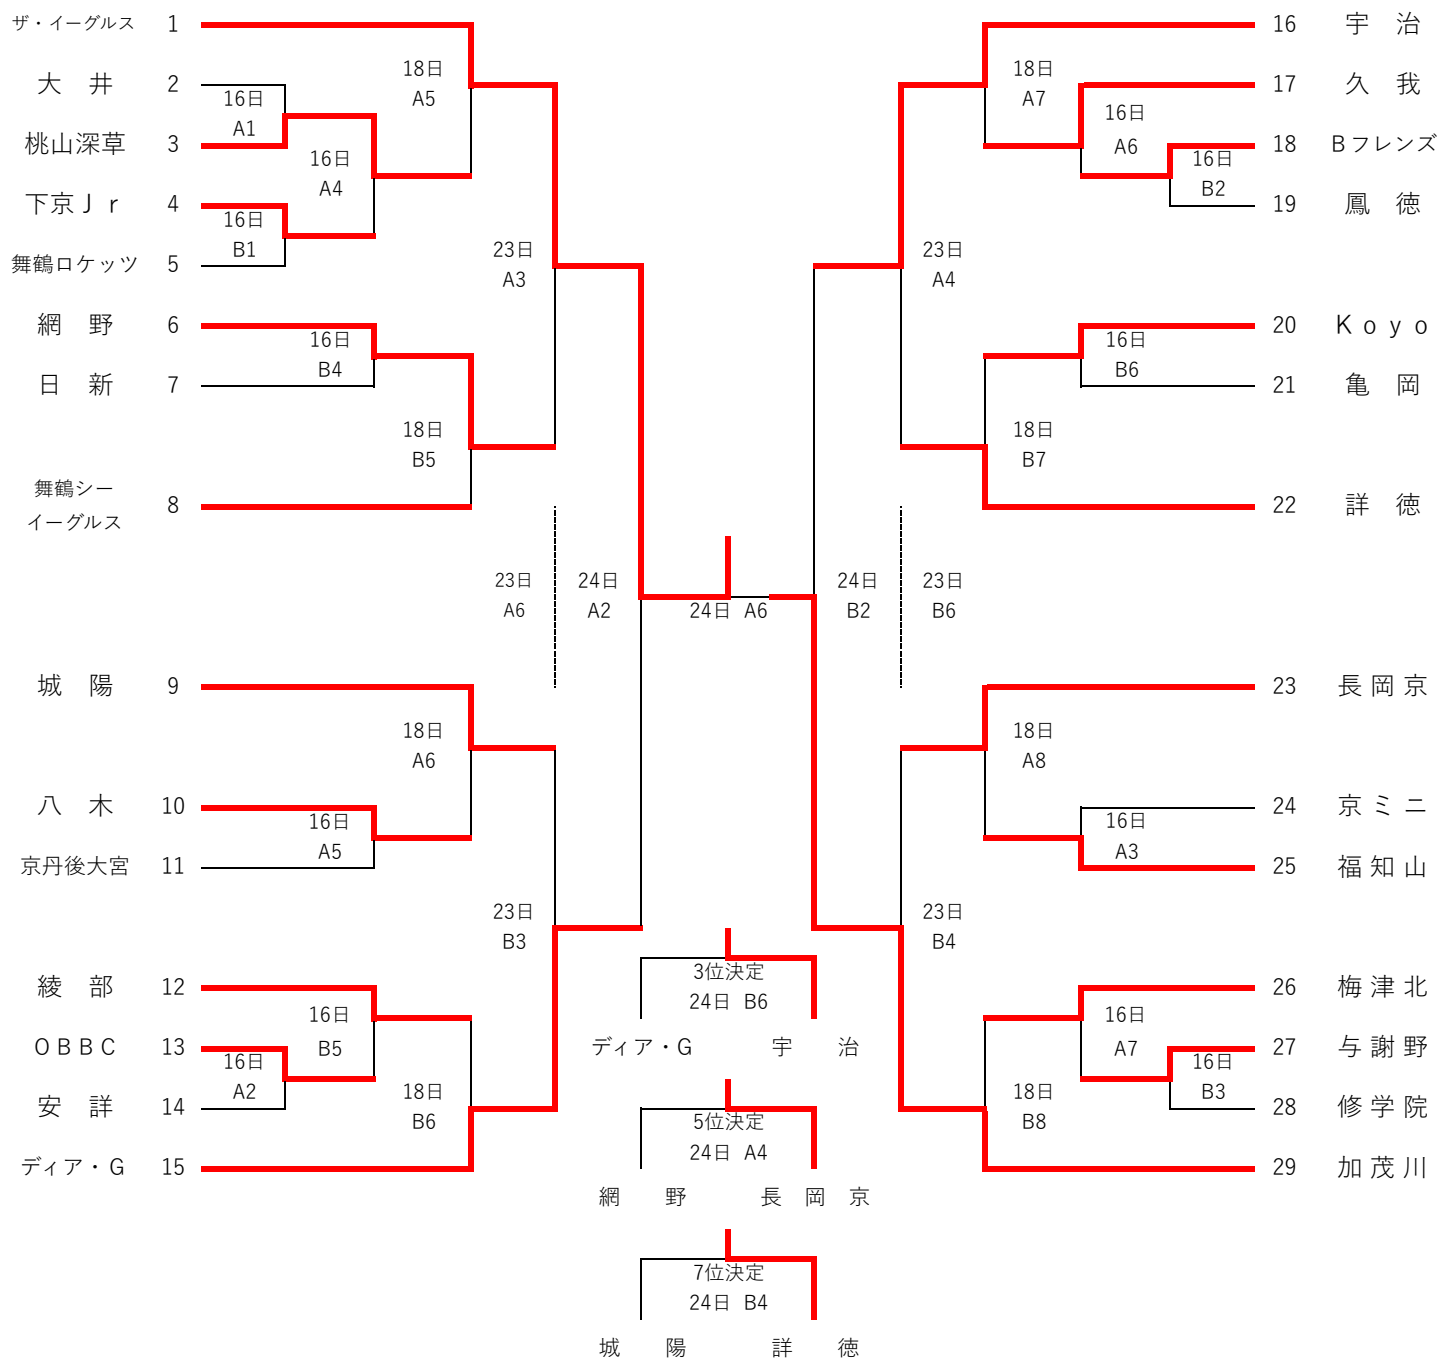 ザ・イーグルス 1
大井 2
桃山深草 3
下京Ｊｒ 4
舞鶴ロケッツ 5
網野 6
日新 7
舞鶴シー
イーグルス 8
城陽 9
八木 10
京丹後大宮 11
綾部 12
ＯＢＢＣ 13
安詳 14
ディア・Ｇ 15
16日
A1
16日
B1
16日
A4
18日
A5
16日
B4
18日
B5
23日
A3
23日
A6
24日
A2
18日
A6
16日
A5
23日
B3
16日
B5
16日
A2
18日
B6
24日 A6
3位決定
24日 B6
ディア・G 宇治
5位決定
24日 A4
網野 長岡京
7位決定
24日 B4
城陽 詳徳
18日
A7
16日
A6
16日
B2
23日
A4
16日
B6
18日
B7
24日
B2
23日
B6
18日
A8
16日
A3
23日
B4
16日
A7
16日
B3
18日
B8
16 宇治
17 久我
18 Ｂフレンズ
19 鳳徳
20 Ｋｏｙｏ
21 亀岡
22 詳徳
23 長岡京
24 京ミニ
25 福知山
26 梅津北
27 与謝野
28 修学院
29 加茂川